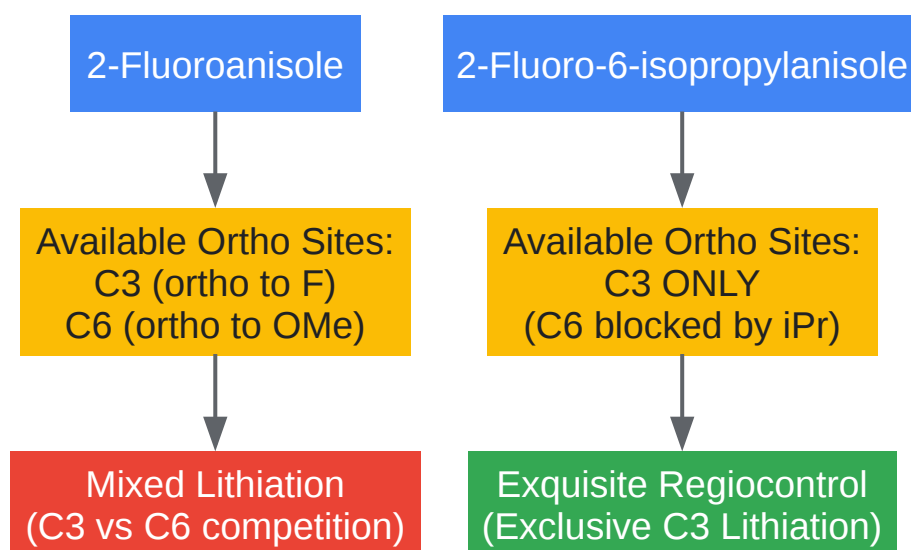 2-Fluoroanisole
2-Fluoro-6-isopropylanisole
Available Ortho Sites:
C3 (ortho to F)
C6 (ortho to OMe)
Available Ortho Sites:
C3 ONLY
(C6 blocked by iPr)
Mixed Lithiation
(C3 vs C6 competition)
Exquisite Regiocontrol
(Exclusive C3 Lithiation)